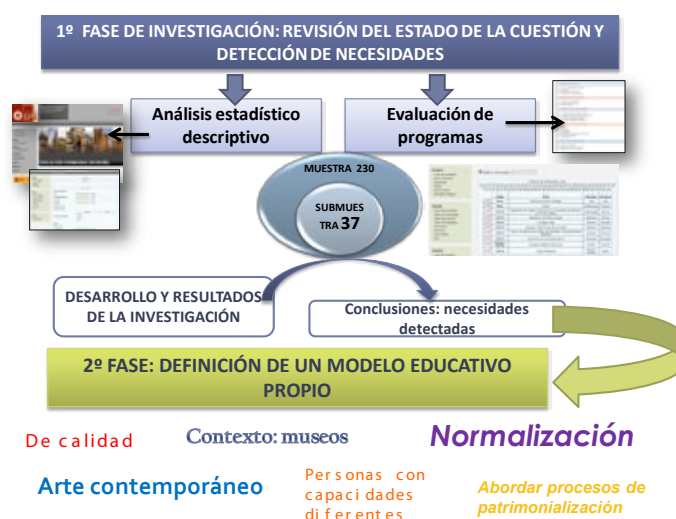 1º FASE DE INVESTIGACIÓN: REVISIÓN DEL ESTADO DE LA CUESTIÓN Y
DETECCIÓN DE NECESIDADES
Análisis estadístico
descriptivo
Evaluación de
programas
MUESTRA 230
SUBMUES
TRA 37
DESARROLLO Y RESULTADOS
DE LA INVESTIGACIÓN
Conclusiones: necesidades
detectadas
2º FASE: DEFINICIÓN DE UN MODELO EDUCATIVO
PROPIO
De calidad
Contexto: museos
Normalización
Arte contemporáneo
Personas con
capacidades
diferentes
Abordar procesos de
patrimonialización